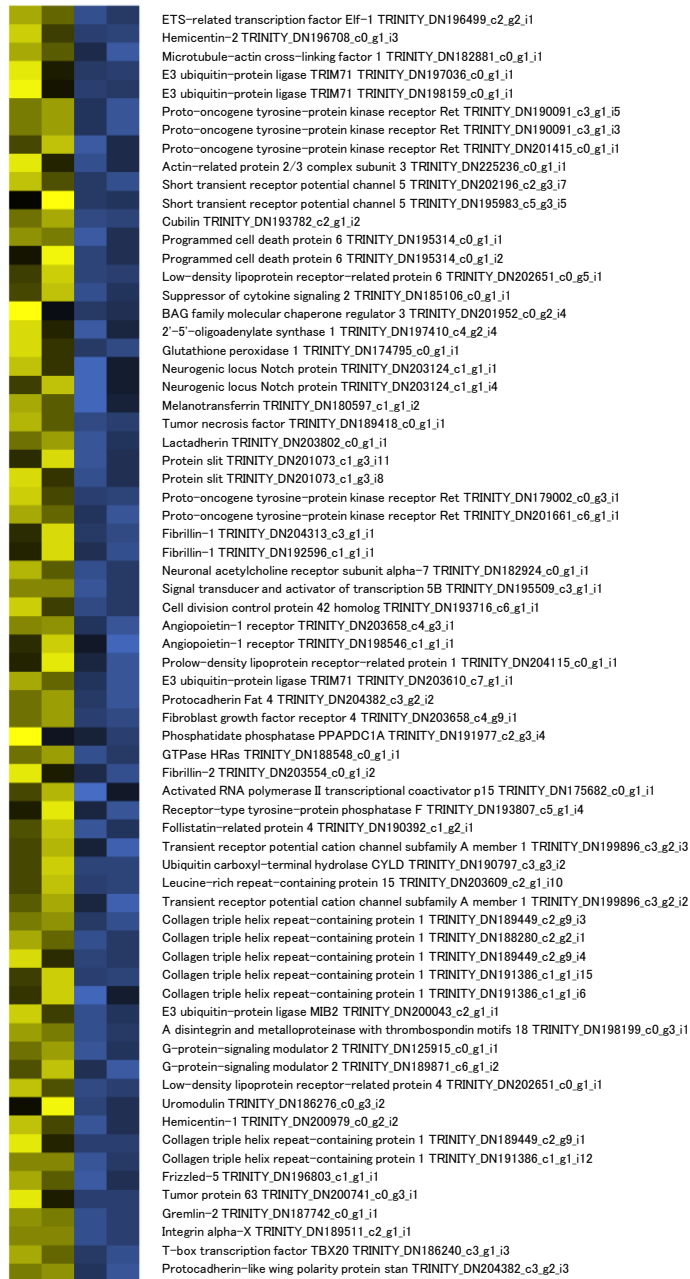 ETS-related transcription factor Elf-1 TRINITY_DN196499_c2_g2_i1
Hemicentin-2 TRINITY_DN196708_c0_g1_i3
Microtubule-actin cross-linking factor 1 TRINITY_DN182881_c0_g1_i1
E3 ubiquitin-protein ligase TRIM71 TRINITY_DN197036_c0_g1_i1
E3 ubiquitin-protein ligase TRIM71 TRINITY_DN198159_c0_g1_i1
Proto-oncogene tyrosine-protein kinase receptor Ret TRINITY_DN190091_c3_g1_i5
Proto-oncogene tyrosine-protein kinase receptor Ret TRINITY_DN190091_c3_g1_i3
Proto-oncogene tyrosine-protein kinase receptor Ret TRINITY_DN201415_c0_g1_i1
Actin-related protein 2/3 complex subunit 3 TRINITY_DN225236_c0_g1_i1
Short transient receptor potential channel 5 TRINITY_DN202196_c2_g3_i7
Short transient receptor potential channel 5 TRINITY_DN195983_c5_g3_i5
Cubilin TRINITY_DN193782_c2_g1_i2
Programmed cell death protein 6 TRINITY_DN195314_c0_g1_i1
Programmed cell death protein 6 TRINITY_DN195314_c0_g1_i2
Low-density lipoprotein receptor-related protein 6 TRINITY_DN202651_c0_g5_i1
Suppressor of cytokine signaling 2 TRINITY_DN185106_c0_g1_i1
BAG family molecular chaperone regulator 3 TRINITY_DN201952_c0_g2_i4
2'-5'-oligoadenylate synthase 1 TRINITY_DN197410_c4_g2_i4
Glutathione peroxidase 1 TRINITY_DN174795_c0_g1_i1
Neurogenic locus Notch protein TRINITY_DN203124_c1_g1_i1
Neurogenic locus Notch protein TRINITY_DN203124_c1_g1_i4
Melanotransferrin TRINITY_DN180597_c1_g1_i2
Tumor necrosis factor TRINITY_DN189418_c0_g1_i1
Lactadherin TRINITY_DN203802_c0_g1_i1
Protein slit TRINITY_DN201073_c1_g3_i11
Protein slit TRINITY_DN201073_c1_g3_i8
Proto-oncogene tyrosine-protein kinase receptor Ret TRINITY_DN179002_c0_g3_i1
Proto-oncogene tyrosine-protein kinase receptor Ret TRINITY_DN201661_c6_g1_i1
Fibrillin-1 TRINITY_DN204313_c3_g1_i1
Fibrillin-1 TRINITY_DN192596_c1_g1_i1
Neuronal acetylcholine receptor subunit alpha-7 TRINITY_DN182924_c0_g1_i1
Signal transducer and activator of transcription 5B TRINITY_DN195509_c3_g1_i1
Cell division control protein 42 homolog TRINITY_DN193716_c6_g1_i1
Angiopoietin-1 receptor TRINITY_DN203658_c4_g3_i1
Angiopoietin-1 receptor TRINITY_DN198546_c1_g1_i1
Prolow-density lipoprotein receptor-related protein 1 TRINITY_DN204115_c0_g1_i1
E3 ubiquitin-protein ligase TRIM71 TRINITY_DN203610_c7_g1_i1
Protocadherin Fat 4 TRINITY_DN204382_c3_g2_i2
Fibroblast growth factor receptor 4 TRINITY_DN203658_c4_g9_i1
Phosphatidate phosphatase PPAPDC1A TRINITY_DN191977_c2_g3_i4
GTPase HRas TRINITY_DN188548_c0_g1_i1
Fibrillin-2 TRINITY_DN203554_c0_g1_i2
Activated RNA polymerase II transcriptional coactivator p15 TRINITY_DN175682_c0_g1_i1
Receptor-type tyrosine-protein phosphatase F TRINITY_DN193807_c5_g1_i4
Follistatin-related protein 4 TRINITY_DN190392_c1_g2_i1
Transient receptor potential cation channel subfamily A member 1 TRINITY_DN199896_c3_g2_i3
Ubiquitin carboxyl-terminal hydrolase CYLD TRINITY_DN190797_c3_g3_i2
Leucine-rich repeat-containing protein 15 TRINITY_DN203609_c2_g1_i10
Transient receptor potential cation channel subfamily A member 1 TRINITY_DN199896_c3_g2_i2
Collagen triple helix repeat-containing protein 1 TRINITY_DN189449_c2_g9_i3
Collagen triple helix repeat-containing protein 1 TRINITY_DN188280_c2_g2_i1
Collagen triple helix repeat-containing protein 1 TRINITY_DN189449_c2_g9_i4
Collagen triple helix repeat-containing protein 1 TRINITY_DN191386_c1_g1_i15
Collagen triple helix repeat-containing protein 1 TRINITY_DN191386_c1_g1_i6
E3 ubiquitin-protein ligase MIB2 TRINITY_DN200043_c2_g1_i1
A disintegrin and metalloproteinase with thrombospondin motifs 18 TRINITY_DN198199_c0_g3_i1
G-protein-signaling modulator 2 TRINITY_DN125915_c0_g1_i1
G-protein-signaling modulator 2 TRINITY_DN189871_c6_g1_i2
Low-density lipoprotein receptor-related protein 4 TRINITY_DN202651_c0_g1_i1
Uromodulin TRINITY_DN186276_c0_g3_i2
Hemicentin-1 TRINITY_DN200979_c0_g2_i2
Collagen triple helix repeat-containing protein 1 TRINITY_DN189449_c2_g9_i1
Collagen triple helix repeat-containing protein 1 TRINITY_DN191386_c1_g1_i12
Frizzled-5 TRINITY_DN196803_c1_g1_i1
Tumor protein 63 TRINITY_DN200741_c0_g3_i1
Gremlin-2 TRINITY_DN187742_c0_g1_i1
Integrin alpha-X TRINITY_DN189511_c2_g1_i1
T-box transcription factor TBX20 TRINITY_DN186240_c3_g1_i3
Protocadherin-like wing polarity protein stan TRINITY_DN204382_c3_g2_i3